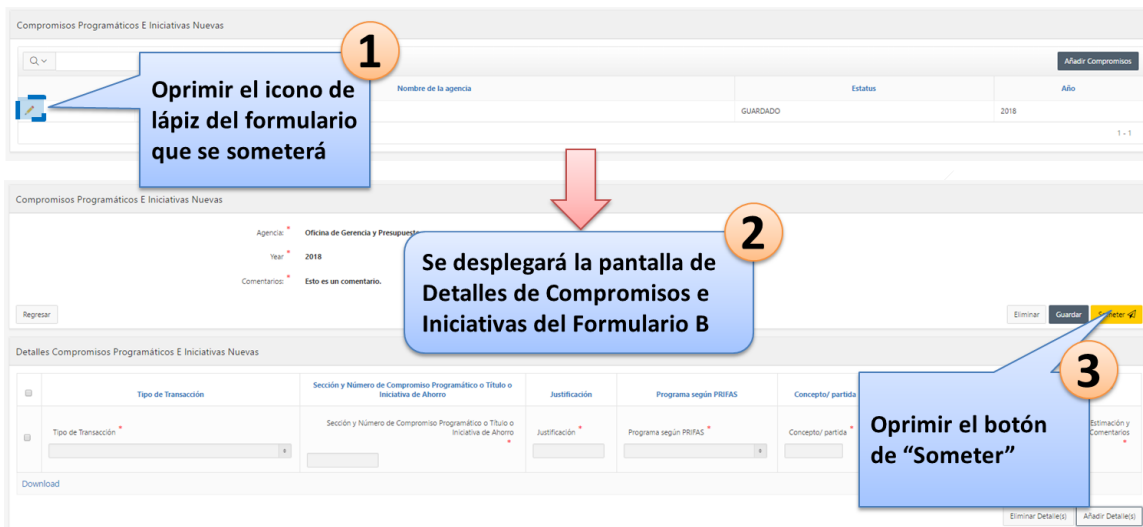 Compromisos Programáticos E Iniciativas Nuevas
1
Oprimir el icono de
lápiz del formulario
que se someterá
Añadir Compromisos
Nombre de la agencia
Estatus
Año
GUARDADO
2018
1 - 1
Compromisos Programáticos E Iniciativas Nuevas
Agencia: * Oficina de Gerencia y Presupuesto
Year * 2018
Comentarios: * Esto es un comentario.
2
Se desplegará la pantalla de
Detalles de Compromisos e
Iniciativas del Formulario B
Regresar
Eliminar
Guardar
Someter
Detalles Compromisos Programáticos E Iniciativas Nuevas
3
Oprimir el botón
de “Someter”
Tipo de Transacción
Sección y Número de Compromiso Programático o Título o
Iniciativa de Ahorro
Justificación
Programa según PRIFAS
Concepto/ partida
Tipo de Transacción *
Sección y Número de Compromiso Programático o Título o
Iniciativa de Ahorro
*
Justificación *
Programa según PRIFAS *
Concepto/ partida *
Estimación y
Comentarios
*
Download
Eliminar Detalle(s)
Añadir Detalle(s)